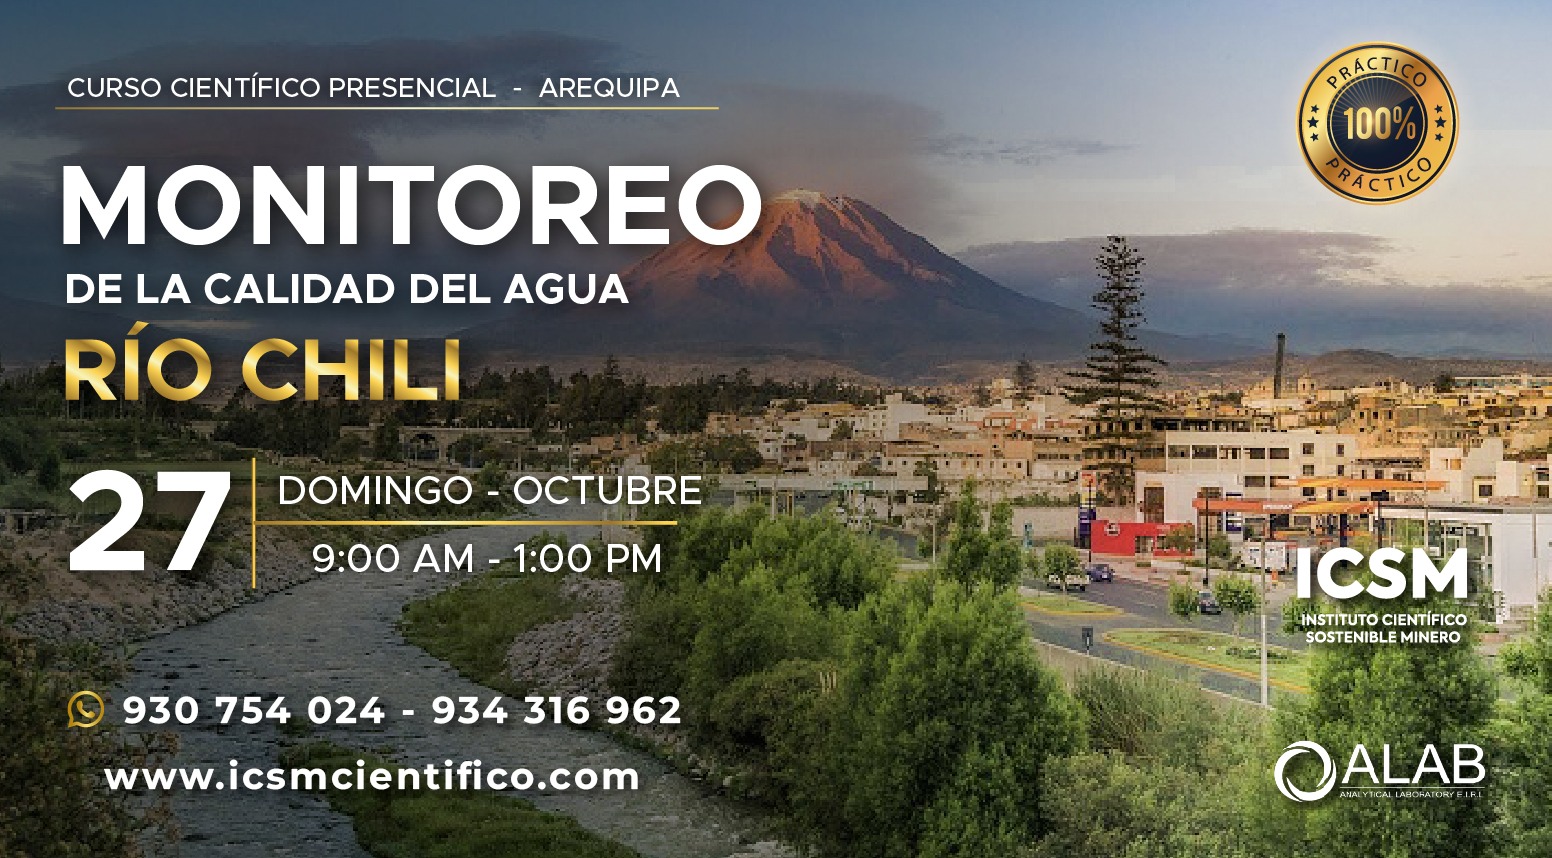 CURSO CIENTÍFICO PRESENCIAL - AREQUIPA
PRÁCTICO
100%
PRÁCTICO
MONITOREO
DE LA CALIDAD DEL AGUA
RÍO CHILI
27
DOMINGO - OCTUBRE
9:00 AM - 1:00 PM
ICSM
INSTITUTO CIENTÍFICO
SOSTENIBLE MINERO
930 754 024 - 934 316 962
www.icsmcientifico.com
ALAB
ANALYTICAL LABORATORY E.I.R.L